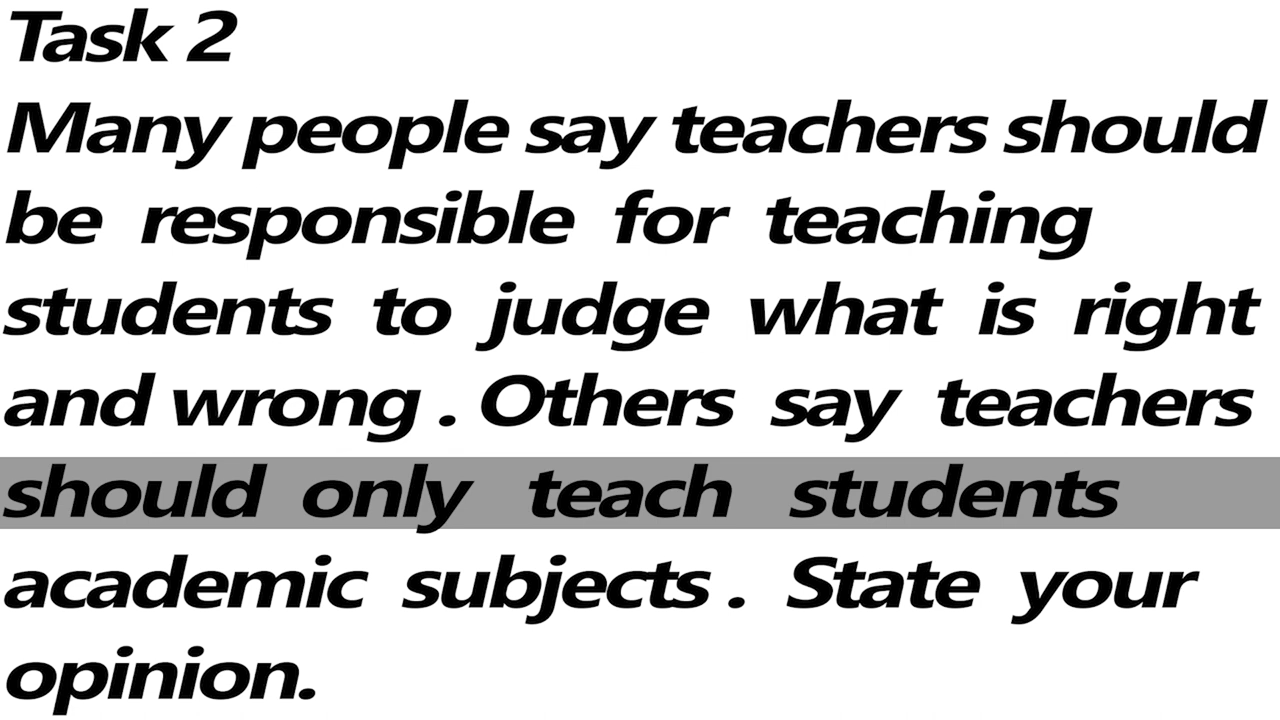 Task 2
Many people say teachers should
be responsible for teaching
students to judge what is right
and wrong . Others say teachers
should only teach students
academic subjects . State your
opinion.